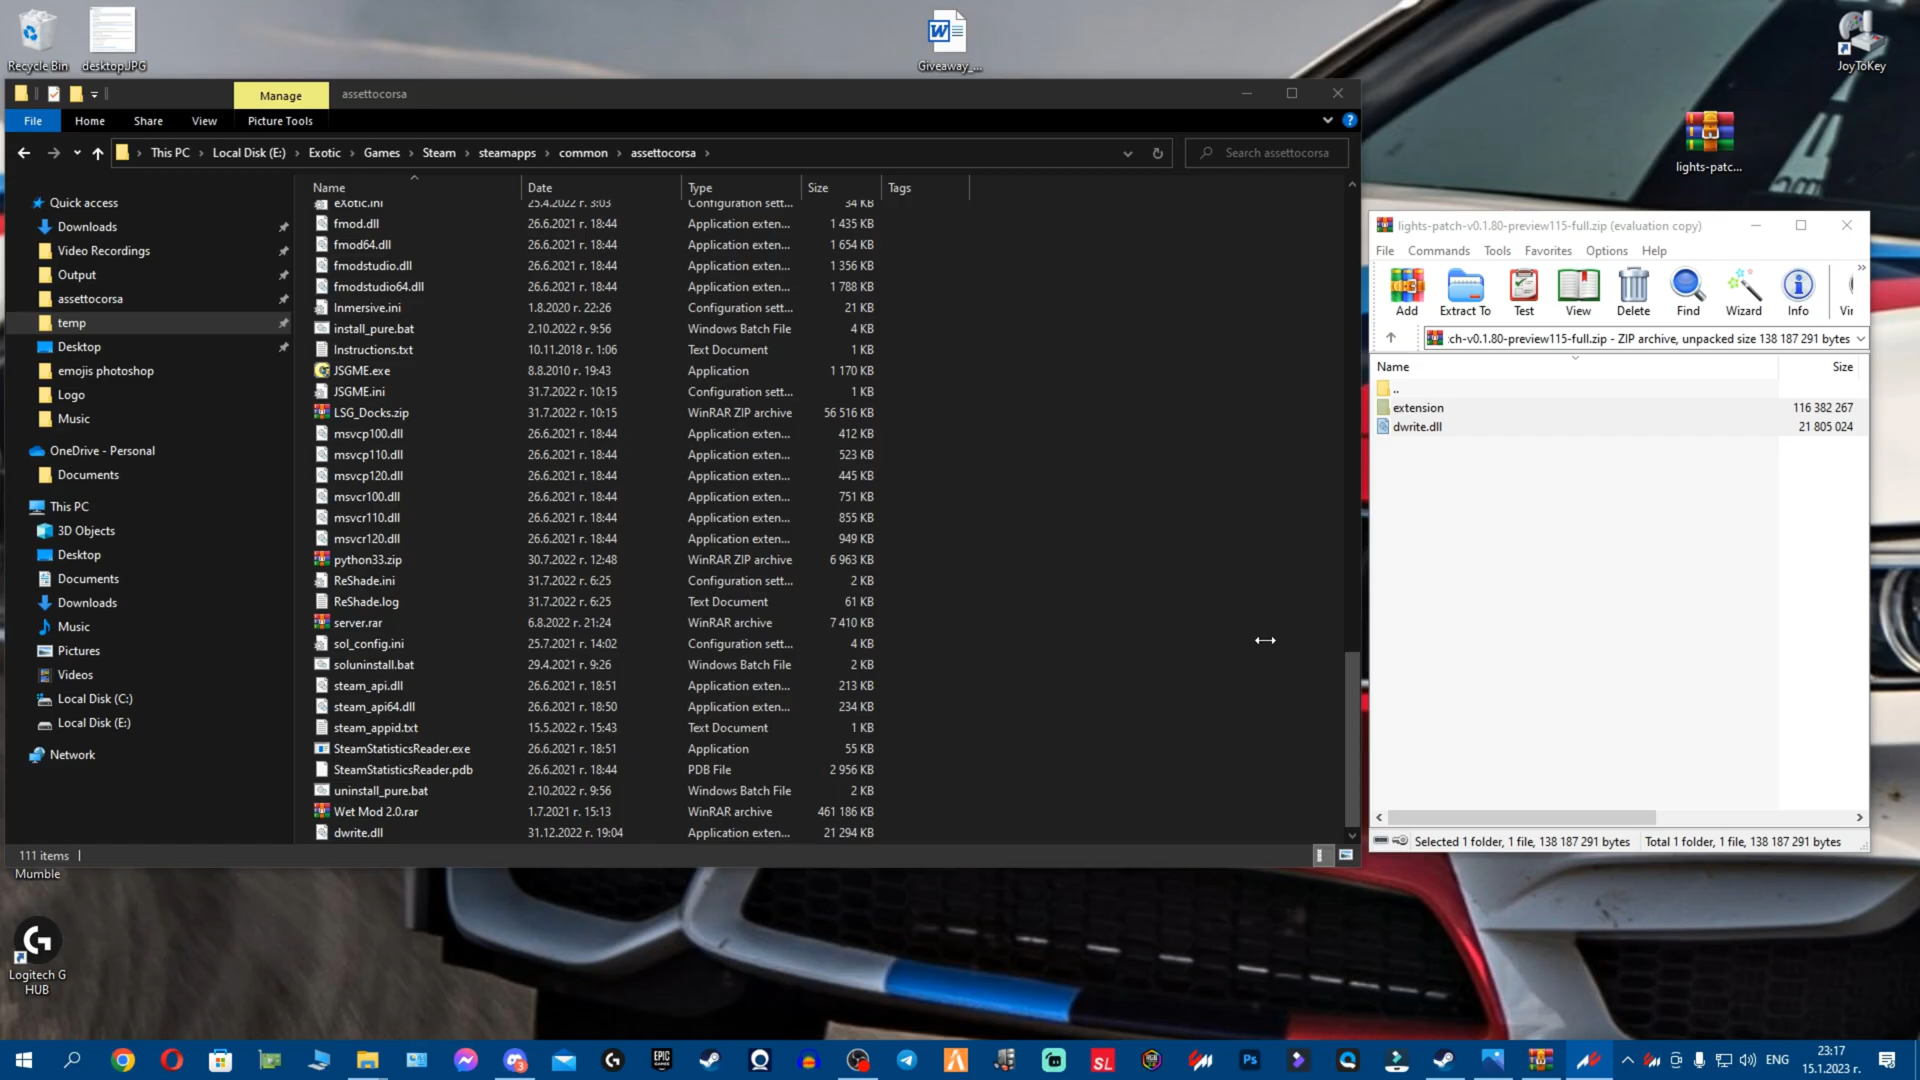 Recycle Bin
desktop.JPG
Giveaway_...
JoyToKey
lights-patc...
Manage
assettocorsa
File
Home
Share
View
Picture Tools
This PC > Local Disk (E:) > Exotic > Games > Steam > steamapps > common > assettocorsa >
Search assettocorsa
Quick access
Downloads
Video Recordings
Output
assettocorsa
temp
Desktop
emojis photoshop
Logo
Music
OneDrive - Personal
Documents
This PC
3D Objects
Desktop
Documents
Downloads
Music
Pictures
Videos
Local Disk (C:)
Local Disk (E:)
Network
Name Date Type Size Tags
eXotic.ini 25.4.2022 г. 3:03 Configuration sett... 34 KB
fmod.dll 26.6.2021 г. 18:44 Application exten... 1 435 KB
fmod64.dll 26.6.2021 г. 18:44 Application exten... 1 654 KB
fmodstudio.dll 26.6.2021 г. 18:44 Application exten... 1 356 KB
fmodstudio64.dll 26.6.2021 г. 18:44 Application exten... 1 788 KB
Inmersive.ini 1.8.2020 г. 22:26 Configuration sett... 21 KB
install_pure.bat 2.10.2022 г. 9:56 Windows Batch File 4 KB
Instructions.txt 10.11.2018 г. 1:06 Text Document 1 KB
JSGME.exe 8.8.2010 г. 19:43 Application 1 170 KB
JSGME.ini 31.7.2022 г. 10:15 Configuration sett... 1 KB
LSG_Docks.zip 31.7.2022 г. 10:15 WinRAR ZIP archive 56 516 KB
msvcp100.dll 26.6.2021 г. 18:44 Application exten... 412 KB
msvcp110.dll 26.6.2021 г. 18:44 Application exten... 523 KB
msvcp120.dll 26.6.2021 г. 18:44 Application exten... 445 KB
msvcr100.dll 26.6.2021 г. 18:44 Application exten... 751 KB
msvcr110.dll 26.6.2021 г. 18:44 Application exten... 855 KB
msvcr120.dll 26.6.2021 г. 18:44 Application exten... 949 KB
python33.zip 30.7.2022 г. 12:48 WinRAR ZIP archive 6 963 KB
ReShade.ini 31.7.2022 г. 6:25 Configuration sett... 2 KB
ReShade.log 31.7.2022 г. 6:25 Text Document 61 KB
server.rar 6.8.2022 г. 21:24 WinRAR archive 7 410 KB
sol_config.ini 25.7.2021 г. 14:02 Configuration sett... 4 KB
soluninstall.bat 29.4.2021 г. 9:26 Windows Batch File 2 KB
steam_api.dll 26.6.2021 г. 18:51 Application exten... 213 KB
steam_api64.dll 26.6.2021 г. 18:50 Application exten... 234 KB
steam_appid.txt 15.5.2022 г. 15:43 Text Document 1 KB
SteamStatisticsReader.exe 26.6.2021 г. 18:51 Application 55 KB
SteamStatisticsReader.pdb 26.6.2021 г. 18:44 PDB File 2 956 KB
uninstall_pure.bat 2.10.2022 г. 9:56 Windows Batch File 2 KB
Wet Mod 2.0.rar 1.7.2021 г. 15:13 WinRAR archive 461 186 KB
dwrite.dll 31.12.2022 г. 19:04 Application exten... 21 294 KB
111 items
lights-patch-v0.1.80-preview115-full.zip (evaluation copy)
File Commands Tools Favorites Options Help
Add Extract To Test View Delete Find Wizard Info Vir
:ch-v0.1.80-preview115-full.zip - ZIP archive, unpacked size 138 187 291 bytes
Name Size
..
extension 116 382 267
dwrite.dll 21 805 024
Selected 1 folder, 1 file, 138 187 291 bytes
Total 1 folder, 1 file, 138 187 291 bytes
Mumble
Logitech G
HUB
EPIC
GAMES
3
SL
Ps
ENG
23:17
15.1.2023 г.